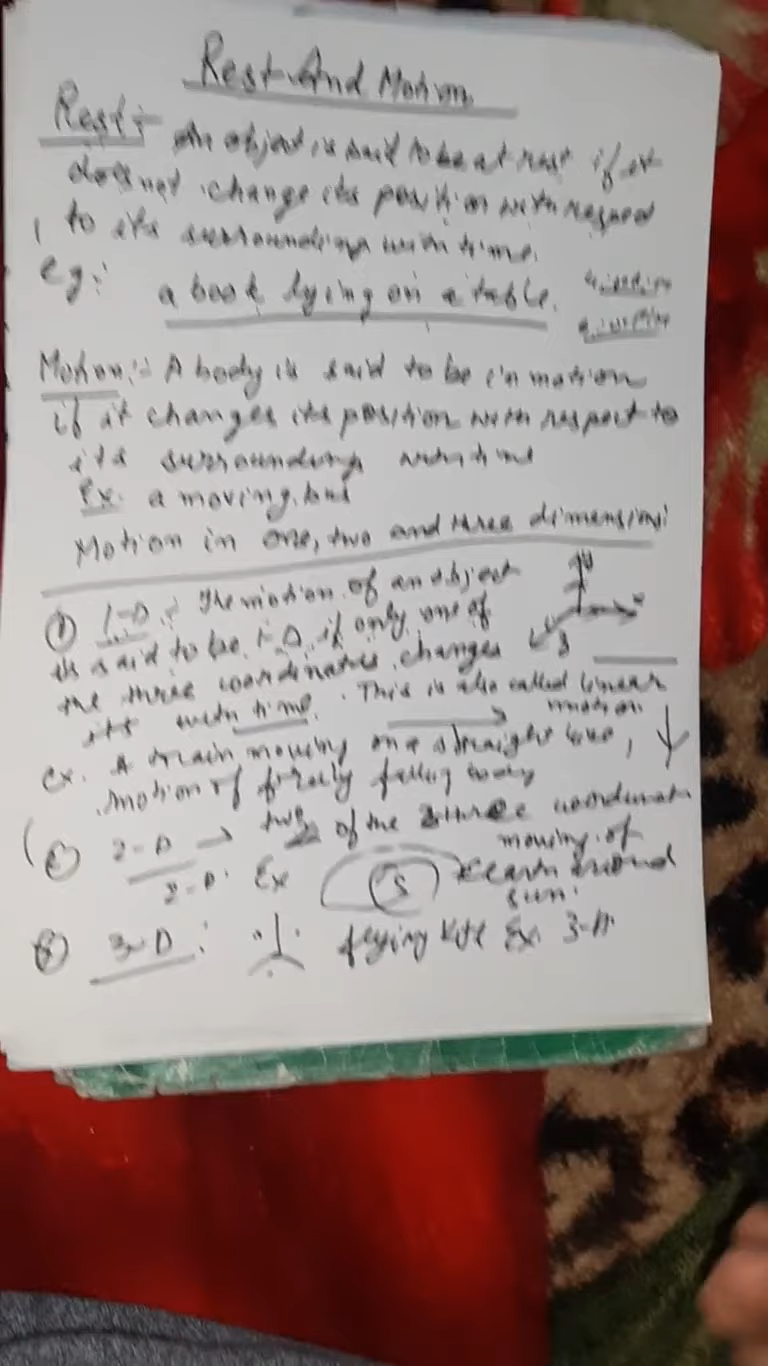 Rest And Motion
Rest :- An object is said to be at rest if it
does not change its position with respect
to its surroundings with time.
eg:
a book lying on a table.
Motion :- A body is said to be in motion
if it changes its position with respect to
its surrounding with time
Ex. a moving bus
Motion in one, two and three dimensions:
① 1-D : The motion of an object
is said to be 1-D if only one of
the three coordinates changes
its with time. This is also called linear
motion
ex. A train moving on a straight line,
motion of freely falling body
2-D → two of the three coordinate
2-D. Ex S moving of
earth around
sun.
③ 3-D : flying kite Ex. 3-D.